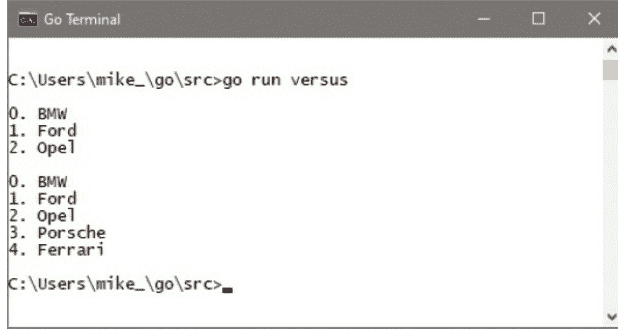 Go Terminal
C:\Users\mike_\go\src>go run versus
0. BMW
1. Ford
2. Opel
0. BMW
1. Ford
2. Opel
3. Porsche
4. Ferrari
C:\Users\mike_\go\src>